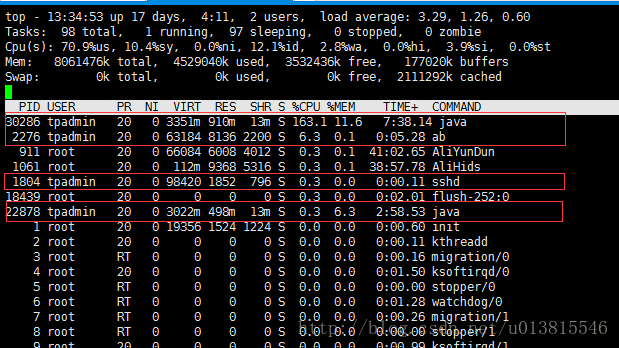 top - 13:34:53 up 17 days,  4:11,  2 users,  load average: 3.29, 1.26, 0.60
Tasks:  98 total,   1 running,  97 sleeping,   0 stopped,   0 zombie
Cpu(s): 70.9%us, 10.4%sy,  0.0%ni, 12.1%id,  2.8%wa,  0.0%hi,  3.9%si,  0.0%st
Mem:   8061476k total,  4529040k used,  3532436k free,   177020k buffers
Swap:        0k total,        0k used,        0k free,  2111292k cached
PID USER      PR  NI  VIRT  RES  SHR S %CPU %MEM    TIME+  COMMAND
30286 tpadmin   20   0 3351m 910m  13m S 163.1 11.6   7:38.14 java
2276 tpadmin   20   0 63184 8136 2200 S  6.3  0.1   0:05.28 ab
911 root      20   0 66084 6008 4012 S  0.3  0.1  41:02.65 AliYunDun
1061 root      20   0  112m 9368 5316 S  0.3  0.1  38:57.78 AliHids
1804 tpadmin   20   0 98420 1852  796 S  0.3  0.0   0:00.11 sshd
18439 root      20   0     0    0    0 S  0.3  0.0   0:02.01 flush-252:0
22878 tpadmin   20   0 3022m 498m  13m S  0.3  6.3   2:58.53 java
1 root      20   0 19356 1524 1224 S  0.0  0.0   0:00.60 init
2 root      20   0     0    0    0 S  0.0  0.0   0:00.00 kthreadd
3 root      RT   0     0    0    0 S  0.0  0.0   0:00.16 migration/0
4 root      20   0     0    0    0 S  0.0  0.0   0:01.50 ksoftirqd/0
5 root      RT   0     0    0    0 S  0.0  0.0   0:00.00 stopper/0
6 root      RT   0     0    0    0 S  0.0  0.0   0:01.28 watchdog/0
7 root      RT   0     0    0    0 S  0.0  0.0   0:00.26 migration/1
8 root      RT   0     0    0    0 S  0.0  0.0   0:00.00 stopper/1
9 root      20   0     0    0    0 S  0.0  0.0   0:00.99 ksoftirqd/1
http://blog.csdn.net/u013815546